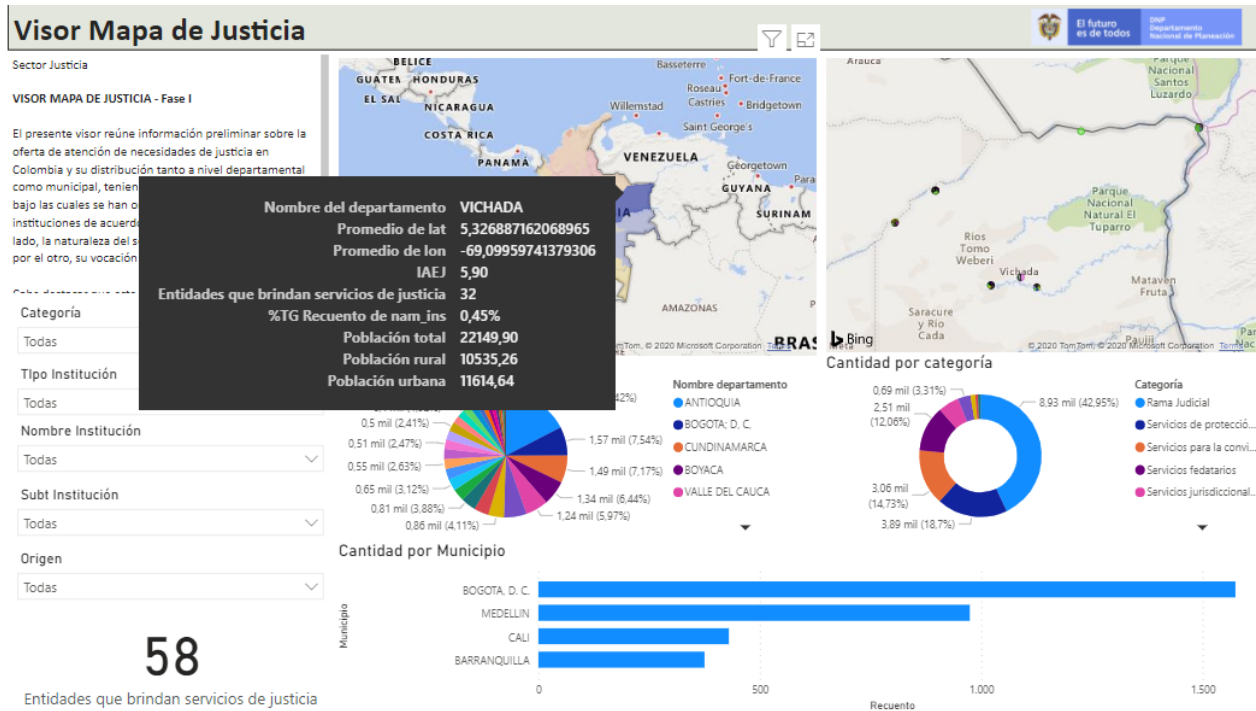 Visor Mapa de Justicia
El futuro
es de todos
DNP
Departamento
Nacional de Planeación
Sector Justicia
VISOR MAPA DE JUSTICIA - Fase I
El presente visor reúne información preliminar sobre la
oferta de atención de necesidades de justicia en
Colombia y su distribución tanto a nivel departamental
como municipal, tenien
bajo las cuales se han o
instituciones de acuerdo
lado, la naturaleza del s
por el otro, su vocación
Categoría
Todas
TIpo Institución
Todas
Nombre Institución
Todas
Subt Institución
Todas
Origen
Todas
58
Entidades que brindan servicios de justicia
BELICE
GUATEM HONDURAS
EL SAL
NICARAGUA
COSTA RICA
PANAMÁ
Basseterre
Fort-de-France
Roseau
Castries
Bridgetown
Willemstad
Saint George's
VENEZUELA
Georgetown
Para
GUYANA
SURINAM
IA
AMAZONAS
BRAS
mTom, © 2020 Microsoft Corporation Terms
Nombre del departamento VICHADA
Promedio de lat 5,326887162068965
Promedio de lon -69,09959741379306
IAEJ 5,90
Entidades que brindan servicios de justicia 32
%TG Recuento de nam_ins 0,45%
Población total 22149,90
Población rural 10535,26
Población urbana 11614,64
Arauca
Parque
Nacional
Santos
Luzardo
Parque
Nacional
Natural El
Tuparro
Rios
Tomo
Weberi
Vichada
Mataven
Fruta
Saracure
y Rio
Cada
Bing
© 2020 TomTom, © 2020 Microsoft Corporation Terms
42%)
0,5 mil (2,41%)
0,51 mil (2,47%)
0,55 mil (2,63%)
0,65 mil (3,12%)
0,81 mil (3,88%)
0,86 mil (4,11%)
1,57 mil (7,54%)
1,49 mil (7,17%)
1,34 mil (6,44%)
1,24 mil (5,97%)
Nombre departamento
ANTIOQUIA
BOGOTA, D. C.
CUNDINAMARCA
BOYACA
VALLE DEL CAUCA
Cantidad por categoría
0,69 mil (3,31%)
2,51 mil
(12,06%)
3,06 mil
(14,73%)
3,89 mil (18,7%)
8,93 mil (42,95%)
Categoría
Rama Judicial
Servicios de protecció...
Servicios para la convi...
Servicios fedatarios
Servicios jurisdiccional...
Cantidad por Municipio
Municipio
BOGOTA, D. C.
MEDELLIN
CALI
BARRANQUILLA
0
500
1.000
1.500
Recuento